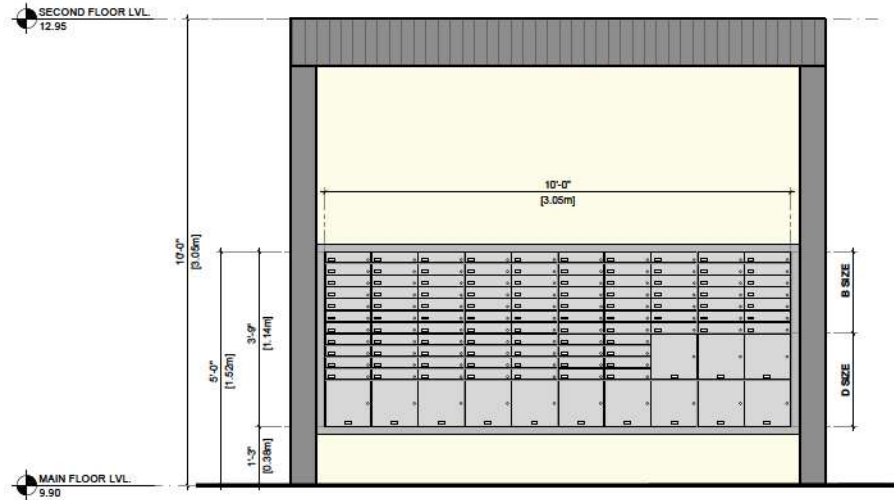 SECOND FLOOR LVL.
12.95
10'-0"
[3.05m]
10'-0"
[3.05m]
5'-0"
[1.52m]
3'-9"
[1.14m]
1'-3"
[0.38m]
B SIZE
D SIZE
MAIN FLOOR LVL.
9.90